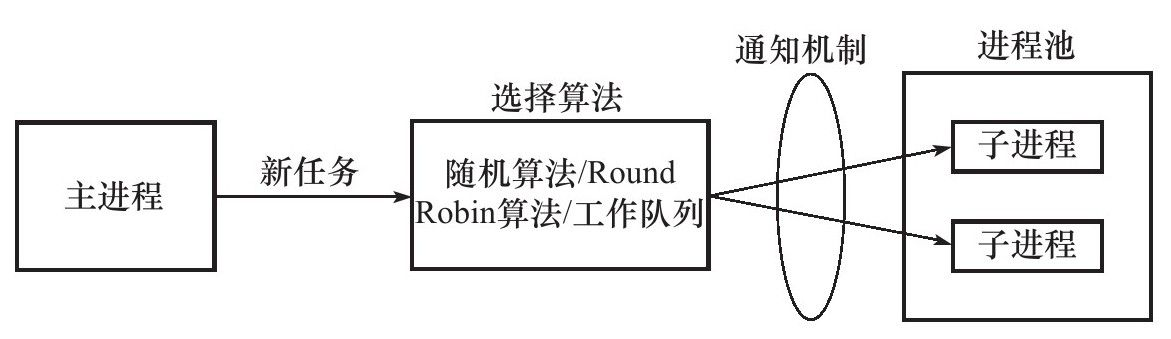 主进程
新任务
选择算法
随机算法/Round
Robin算法/工作队列
通知机制
进程池
子进程
子进程